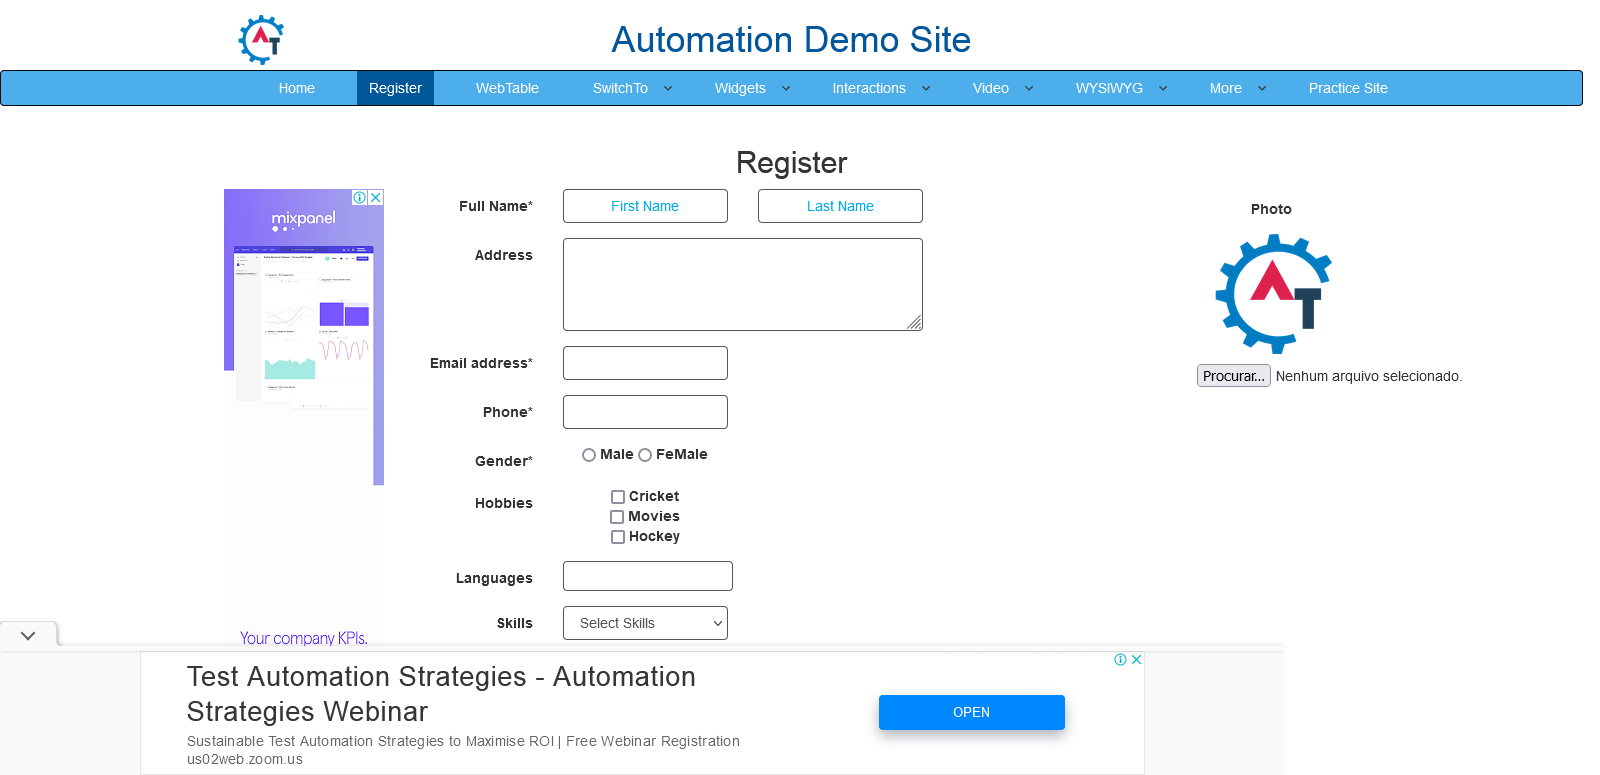 AT
Automation Demo Site
Home Register WebTable SwitchTo Widgets Interactions Video WYSIWYG More Practice Site
Register
mixpanel
Your company KPIs.
Full Name* First Name Last Name
Address
Email address*
Phone*
Gender* Male FeMale
Hobbies Cricket
Movies
Hockey
Languages
Skills Select Skills
Photo
AT
Procurar... Nenhum arquivo selecionado.
Test Automation Strategies - Automation
Strategies Webinar
Sustainable Test Automation Strategies to Maximise ROI | Free Webinar Registration
us02web.zoom.us
OPEN